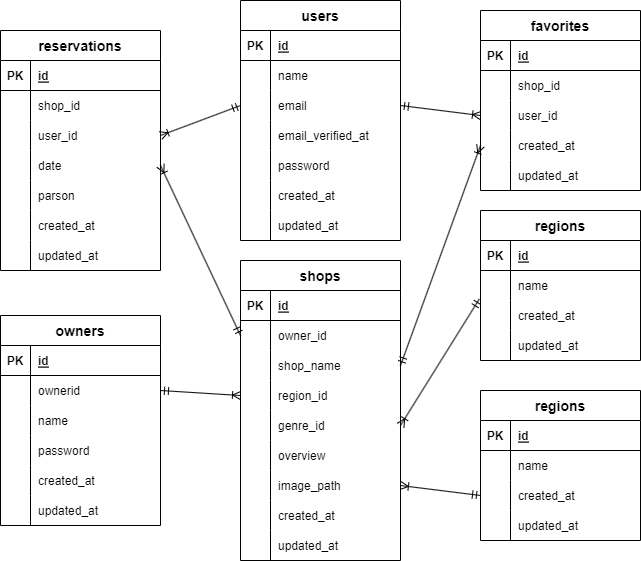 reservations
PK id
shop_id
user_id
date
parson
created_at
updated_at
users
PK id
name
email
email_verified_at
password
created_at
updated_at
favorites
PK id
shop_id
user_id
created_at
updated_at
regions
PK id
name
created_at
updated_at
shops
PK id
owner_id
shop_name
region_id
genre_id
overview
image_path
created_at
updated_at
owners
PK id
ownerid
name
password
created_at
updated_at
regions
PK id
name
created_at
updated_at